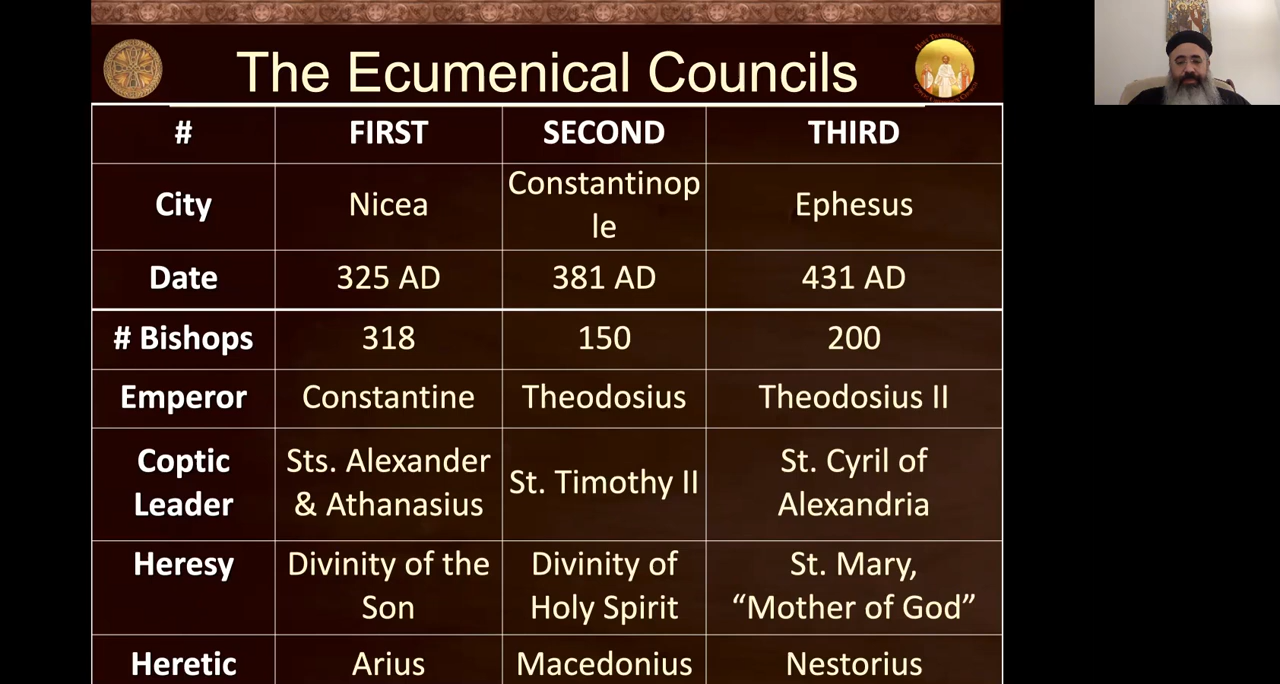 The Ecumenical Councils
# FIRST SECOND THIRD
City Nicea Constantinop
le Ephesus
Date 325 AD 381 AD 431 AD
# Bishops 318 150 200
Emperor Constantine Theodosius Theodosius II
Coptic
Leader
Sts. Alexander
& Athanasius
St. Timothy II
St. Cyril of
Alexandria
Heresy
Divinity of the
Son
Divinity of
Holy Spirit
St. Mary,
“Mother of God”
Heretic Arius Macedonius Nestorius